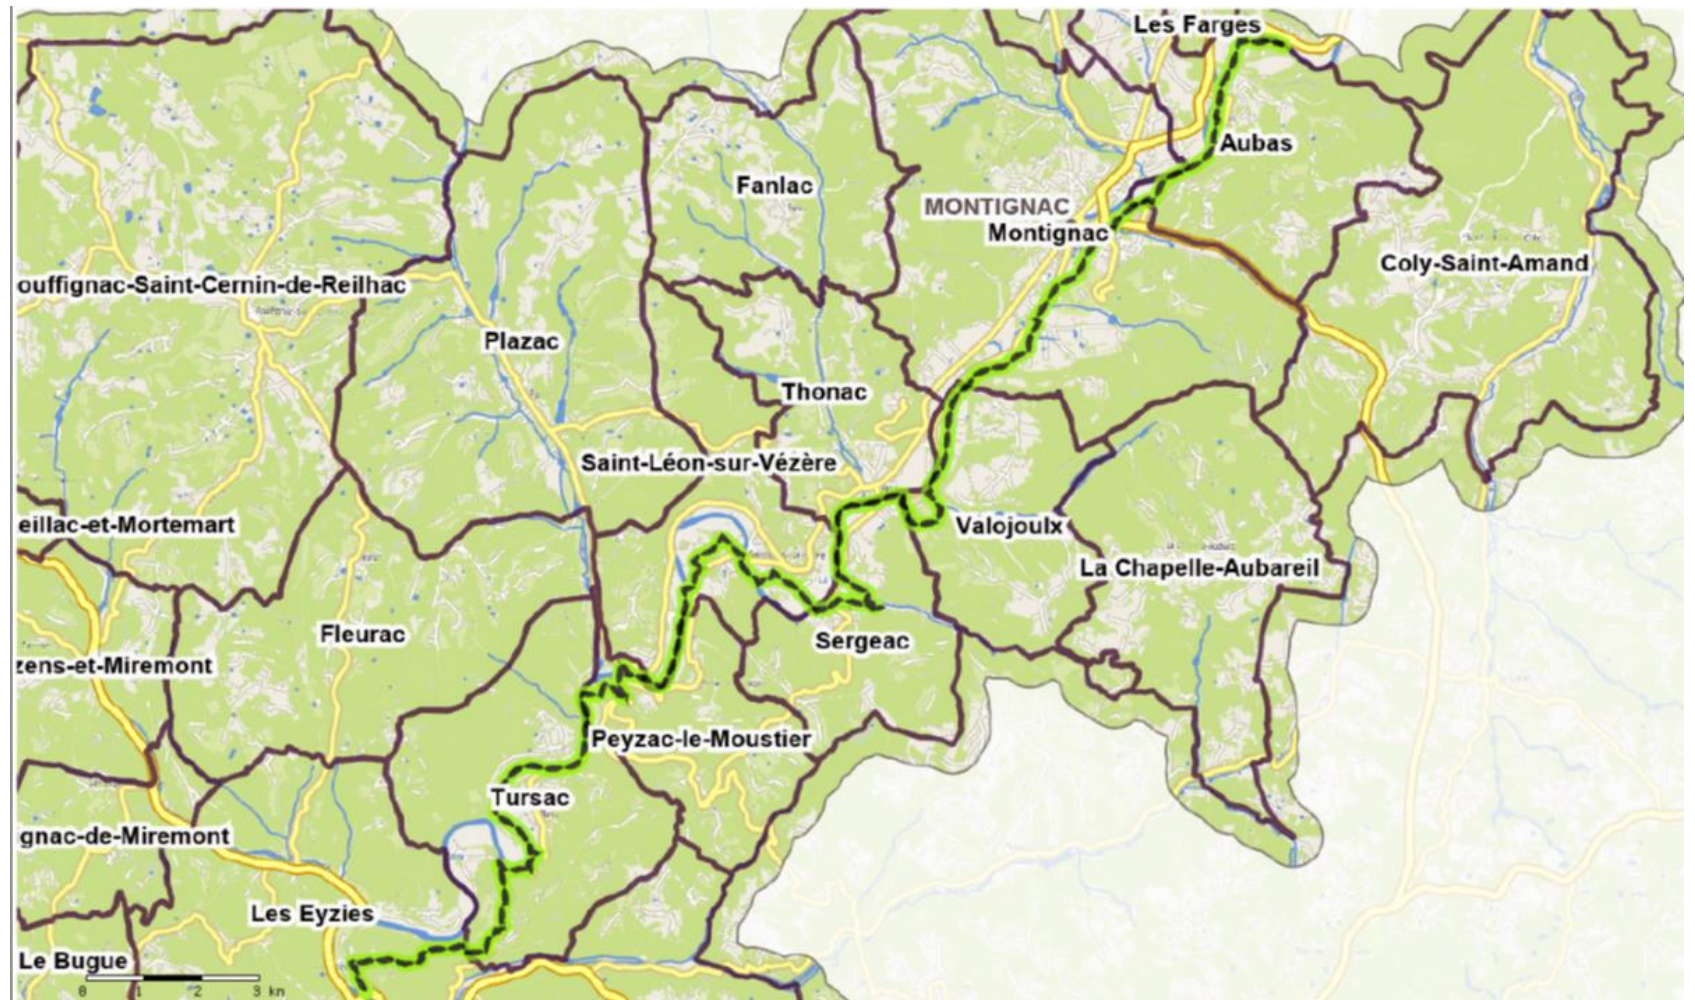 Les Farges
Aubas
Fanlac
MONTIGNAC
Montignac
Coly-Saint-Amand
ouffignac-Saint-Cernin-de-Reilhac
Plazac
Thonac
Saint-Léon-sur-Vézère
eillac-et-Mortemart
Valojoulx
La Chapelle-Aubareil
Fleurac
Sergeac
zens-et-Miremont
Peyzac-le-Moustier
Tursac
gnac-de-Miremont
Les Eyzies
Le Bugue
0 1 2 3 km